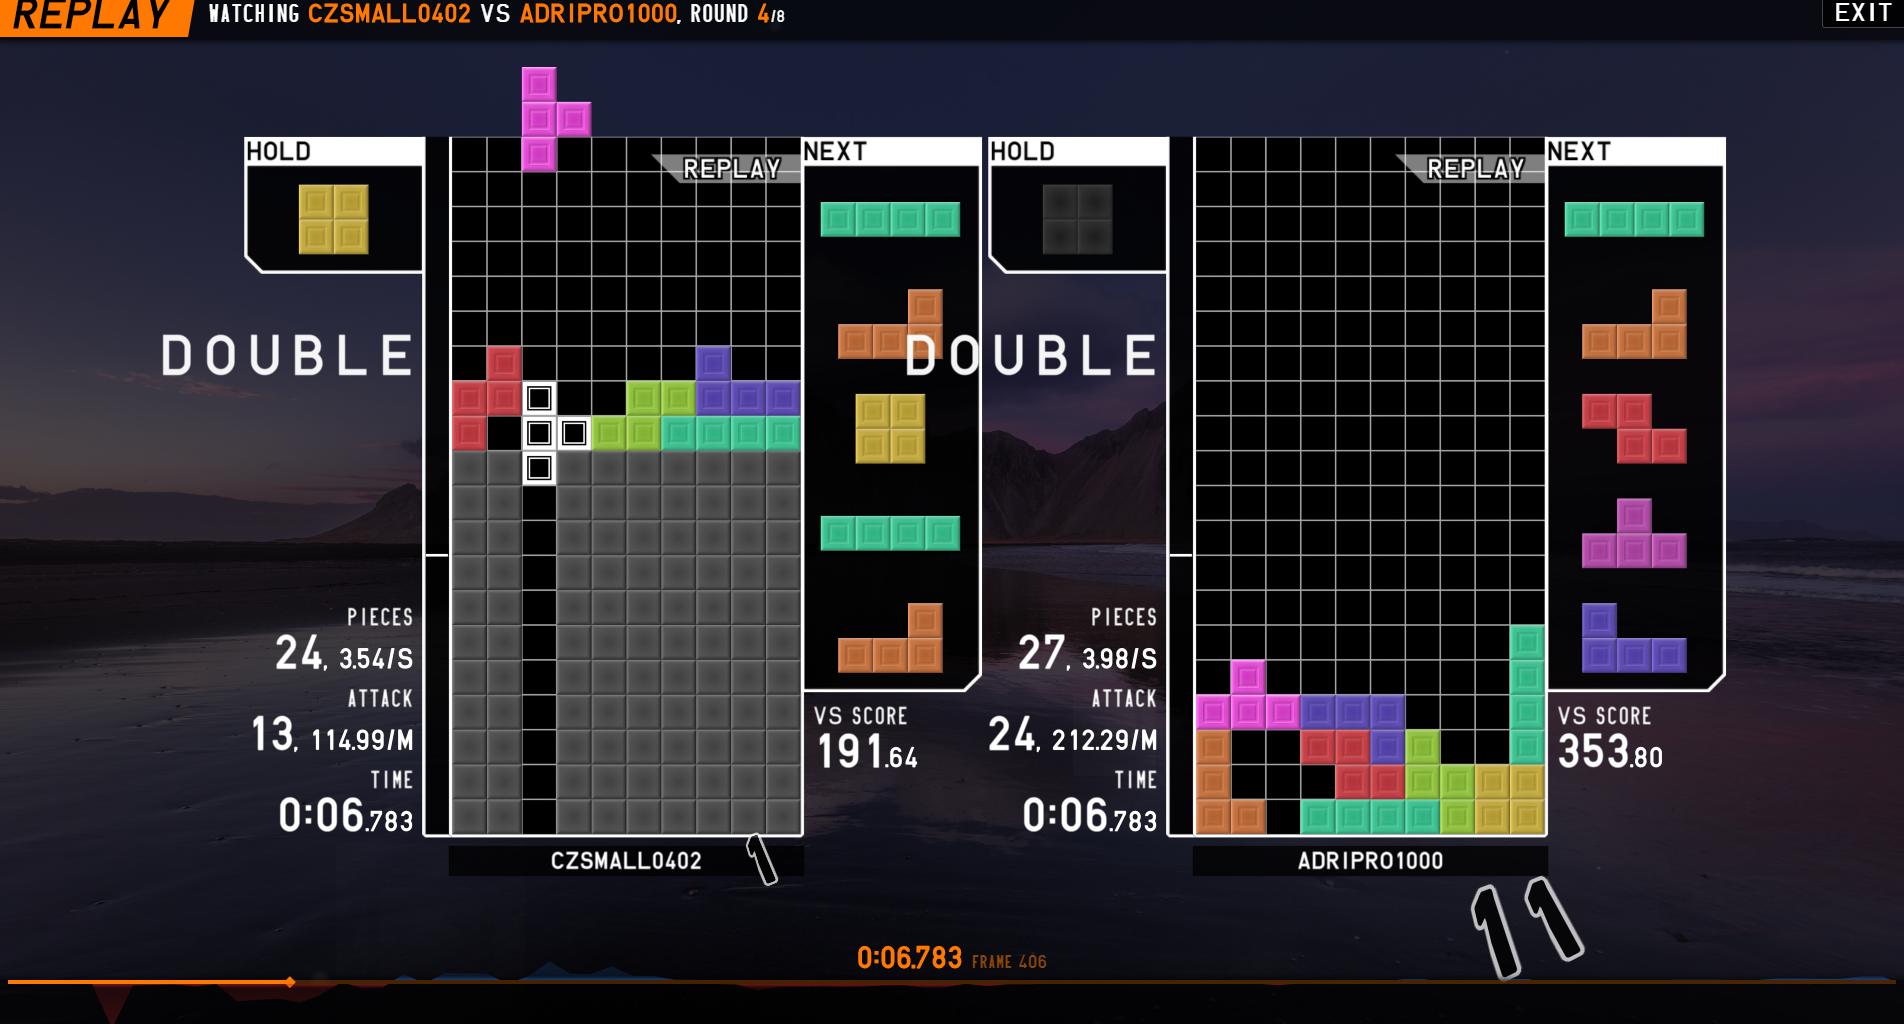 REPLAY WATCHING CZSMALL0402 VS ADRIPRO1000, ROUND 4/8 EXIT
HOLD
REPLAY
NEXT
DOUBLE
PIECES
24, 3.54/S
ATTACK
13, 114.99/M
TIME
0:06.783
VS SCORE
191.64
CZSMALL0402
1
HOLD
REPLAY
NEXT
DOUBLE
PIECES
27, 3.98/S
ATTACK
24, 212.29/M
TIME
0:06.783
VS SCORE
353.80
ADRIPRO1000
11
0:06.783 FRAME 406